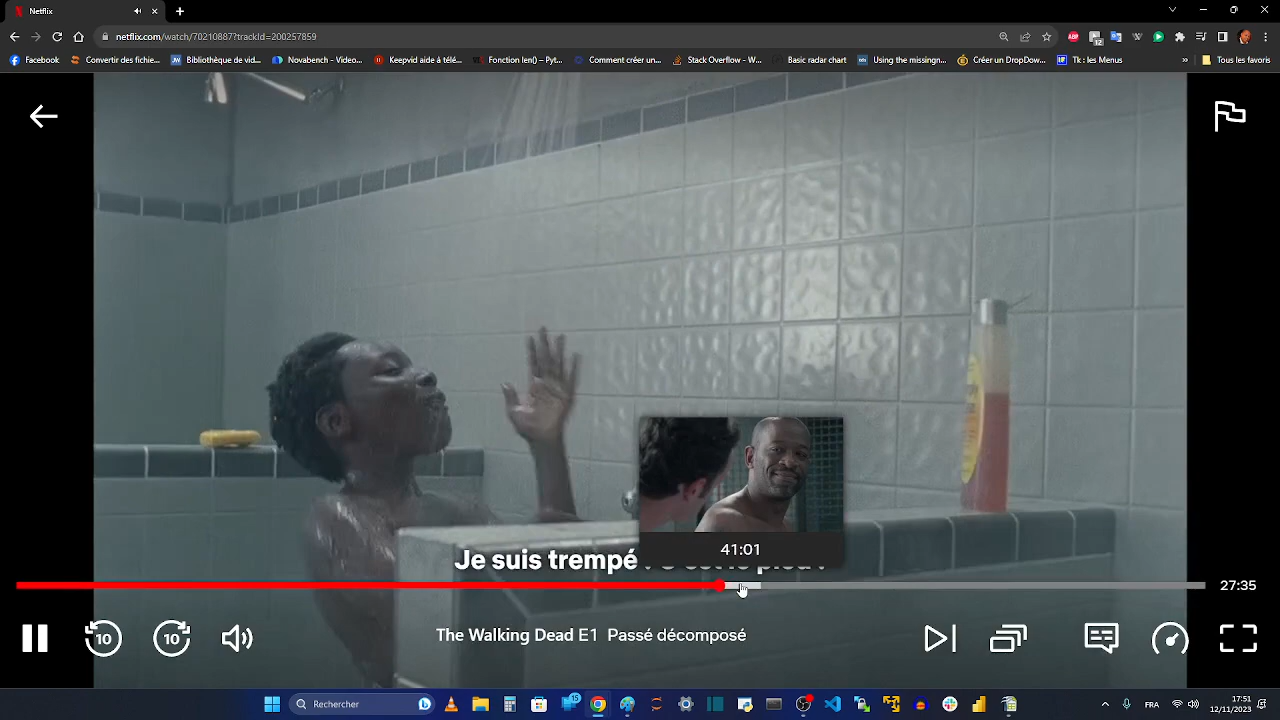 Netflix
netflix.com/watch/70210887?trackId=200257859
Facebook
Convertir des fichie...
Bibliothèque de vid...
Novabench - Video...
Keepvid aide à télé...
Fonction len() – Pyt...
Comment créer un...
Stack Overflow - W...
Basic radar chart
Using the missingn...
Créer un DropDow...
Tk : les Menus
Tous les favoris
41:01
Je suis trempé
27:35
10
10
The Walking Dead E1 Passé décomposé
Rechercher
17:51
12/11/2023